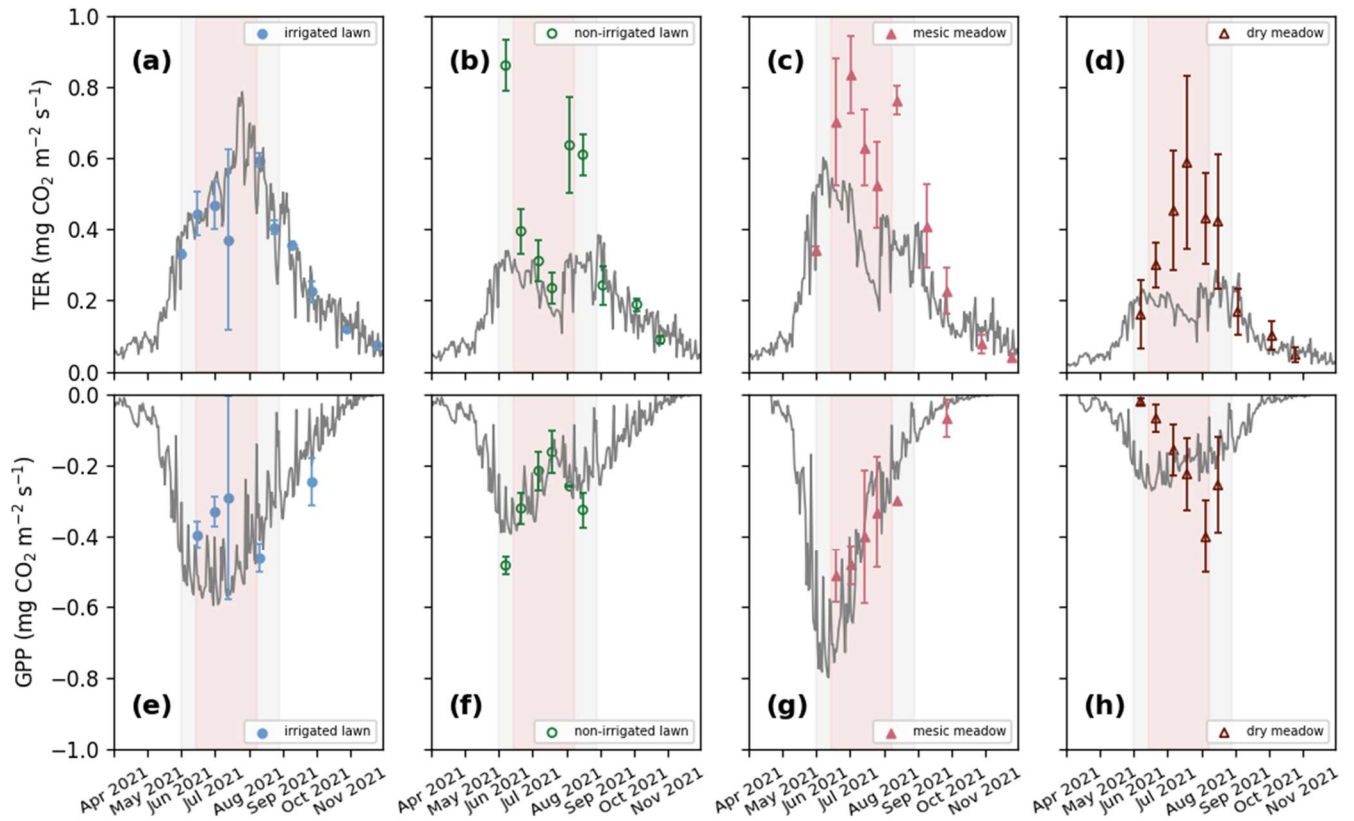 1.0
0.8
0.6
0.4
0.2
0.0
TER (mg CO₂ m⁻² s⁻¹)
(a)
irrigated lawn
(b)
non-irrigated lawn
(c)
mesic meadow
(d)
dry meadow
0.0
−0.2
−0.4
−0.6
−0.8
−1.0
GPP (mg CO₂ m⁻² s⁻¹)
(e)
irrigated lawn
(f)
non-irrigated lawn
(g)
mesic meadow
(h)
dry meadow
Apr 2021 May 2021 Jun 2021 Jul 2021 Aug 2021 Sep 2021 Oct 2021 Nov 2021
Apr 2021 May 2021 Jun 2021 Jul 2021 Aug 2021 Sep 2021 Oct 2021 Nov 2021
Apr 2021 May 2021 Jun 2021 Jul 2021 Aug 2021 Sep 2021 Oct 2021 Nov 2021
Apr 2021 May 2021 Jun 2021 Jul 2021 Aug 2021 Sep 2021 Oct 2021 Nov 2021